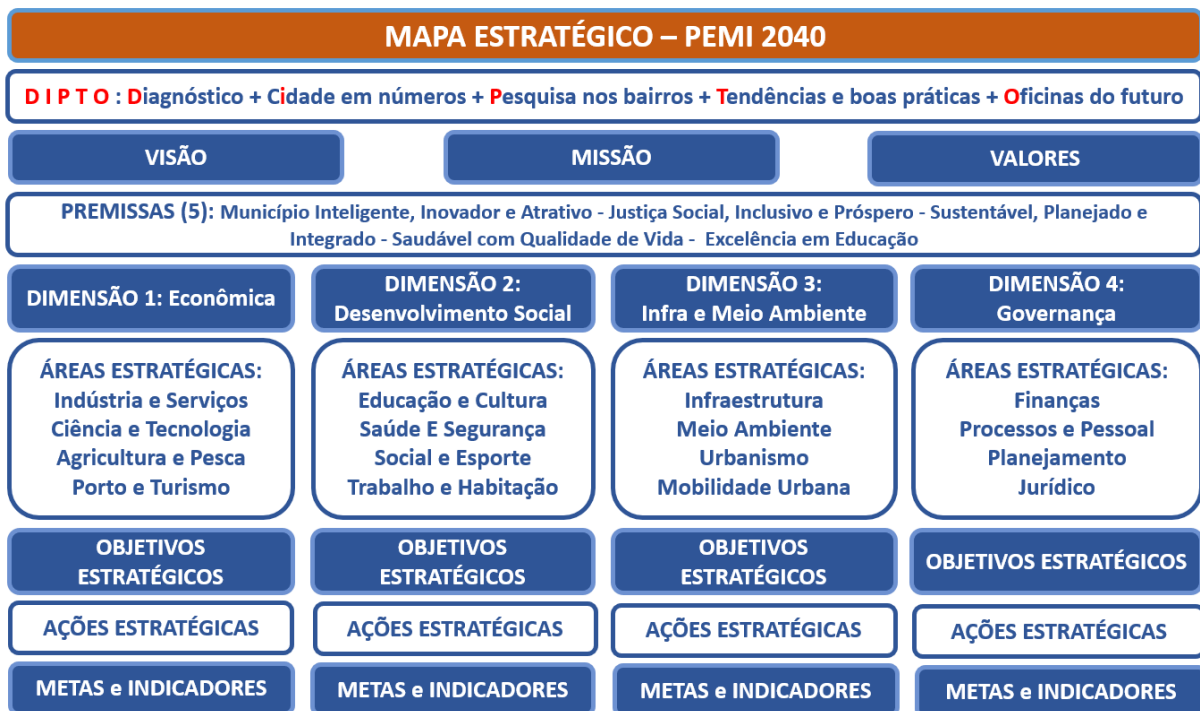 MAPA ESTRATÉGICO – PEMI 2040
D I P T O : Diagnóstico + Cidade em números + Pesquisa nos bairros + Tendências e boas práticas + Oficinas do futuro
VISÃO
MISSÃO
VALORES
PREMISSAS (5): Município Inteligente, Inovador e Atrativo - Justiça Social, Inclusivo e Próspero - Sustentável, Planejado e
Integrado - Saudável com Qualidade de Vida - Excelência em Educação
DIMENSÃO 1: Econômica
DIMENSÃO 2:
Desenvolvimento Social
DIMENSÃO 3:
Infra e Meio Ambiente
DIMENSÃO 4:
Governança
ÁREAS ESTRATÉGICAS:
Indústria e Serviços
Ciência e Tecnologia
Agricultura e Pesca
Porto e Turismo
ÁREAS ESTRATÉGICAS:
Educação e Cultura
Saúde E Segurança
Social e Esporte
Trabalho e Habitação
ÁREAS ESTRATÉGICAS:
Infraestrutura
Meio Ambiente
Urbanismo
Mobilidade Urbana
ÁREAS ESTRATÉGICAS:
Finanças
Processos e Pessoal
Planejamento
Jurídico
OBJETIVOS
ESTRATÉGICOS
OBJETIVOS
ESTRATÉGICOS
OBJETIVOS
ESTRATÉGICOS
OBJETIVOS ESTRATÉGICOS
AÇÕES ESTRATÉGICAS
AÇÕES ESTRATÉGICAS
AÇÕES ESTRATÉGICAS
AÇÕES ESTRATÉGICAS
METAS e INDICADORES
METAS e INDICADORES
METAS e INDICADORES
METAS e INDICADORES